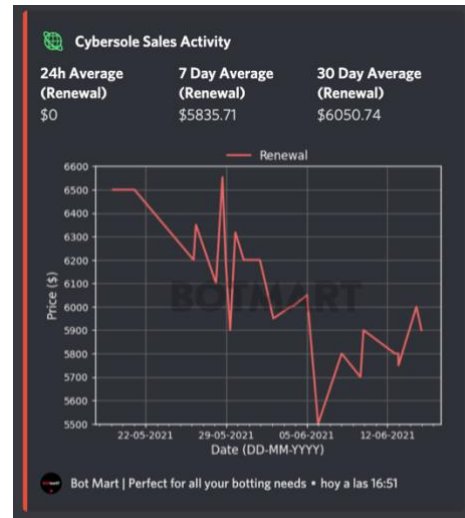 Cybersole Sales Activity
24h Average (Renewal)
$0
7 Day Average (Renewal)
$5835.71
30 Day Average (Renewal)
$6050.74
Renewal
6600
6500
6400
6300
6200
6100
6000
5900
5800
5700
5600
5500
Price ($)
BOTMART
22-05-2021
29-05-2021
05-06-2021
12-06-2021
Date (DD-MM-YYYY)
Bot Mart | Perfect for all your botting needs • hoy a las 16:51